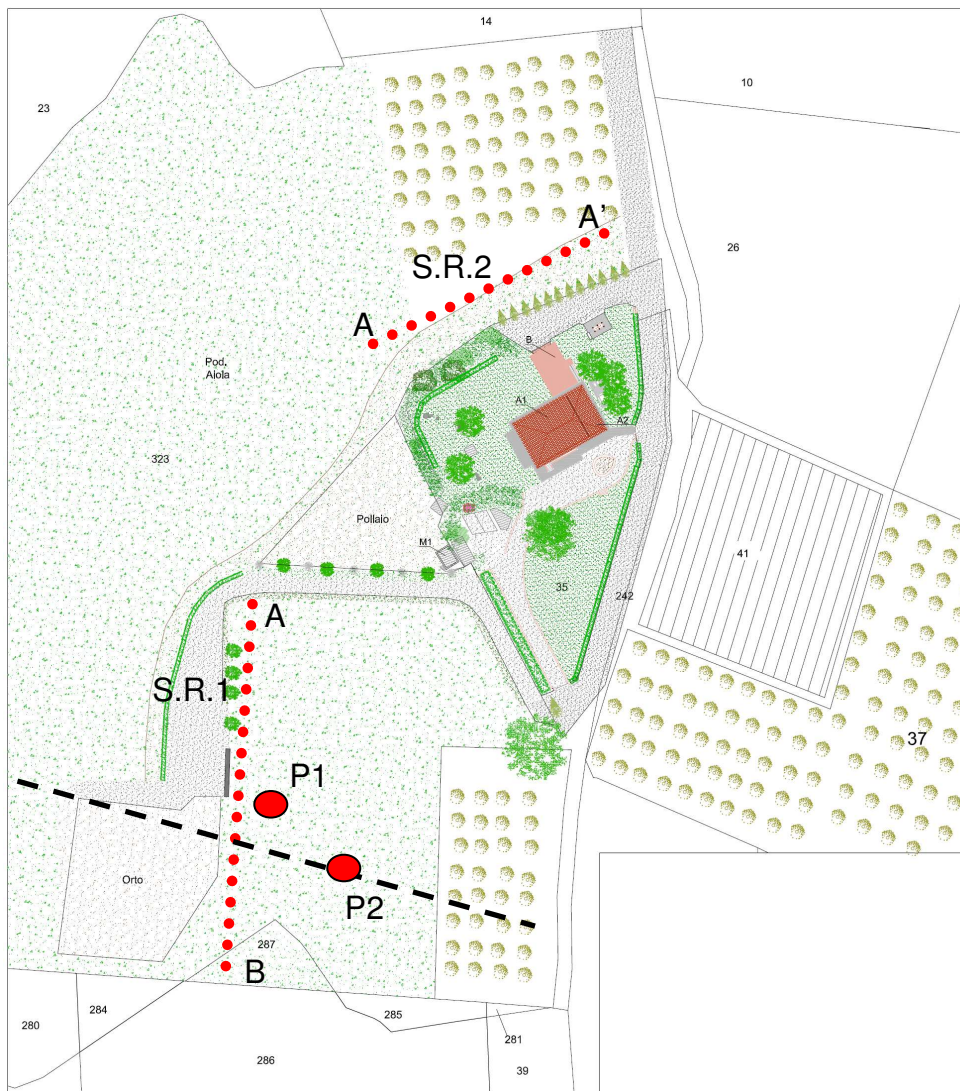 14
10
23
26
A'
S.R.2
A
B
Pod.
Aiola
A1
A2
323
Pollaio
M1
41
35
242
A
S.R.1
37
P1
Orto
P2
287
B
284
280
285
281
286
39